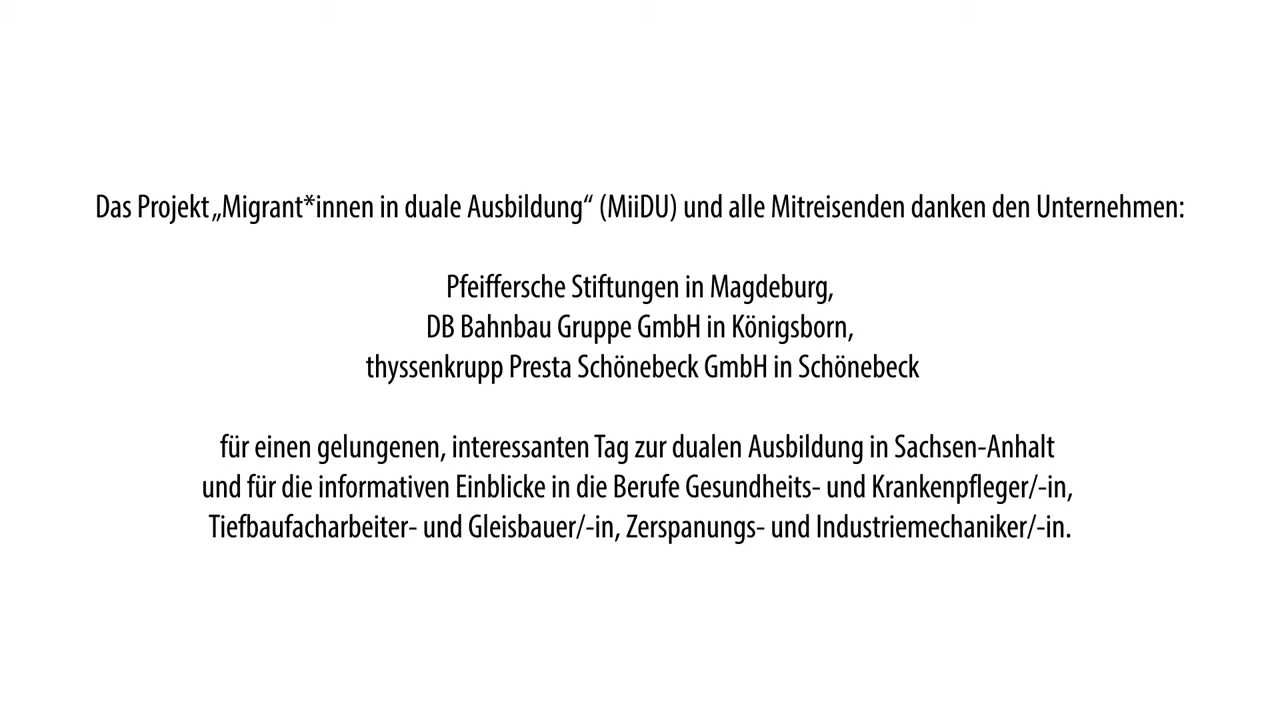 Das Projekt „Migrant*innen in duale Ausbildung“ (MiiDU) und alle Mitreisenden danken den Unternehmen:
Pfeiffersche Stiftungen in Magdeburg,
DB Bahnbau Gruppe GmbH in Königsborn,
thyssenkrupp Presta Schönebeck GmbH in Schönebeck
für einen gelungenen, interessanten Tag zur dualen Ausbildung in Sachsen-Anhalt
und für die informativen Einblicke in die Berufe Gesundheits- und Krankenpfleger/-in,
Tiefbaufacharbeiter- und Gleisbauer/-in, Zerspanungs- und Industriemechaniker/-in.